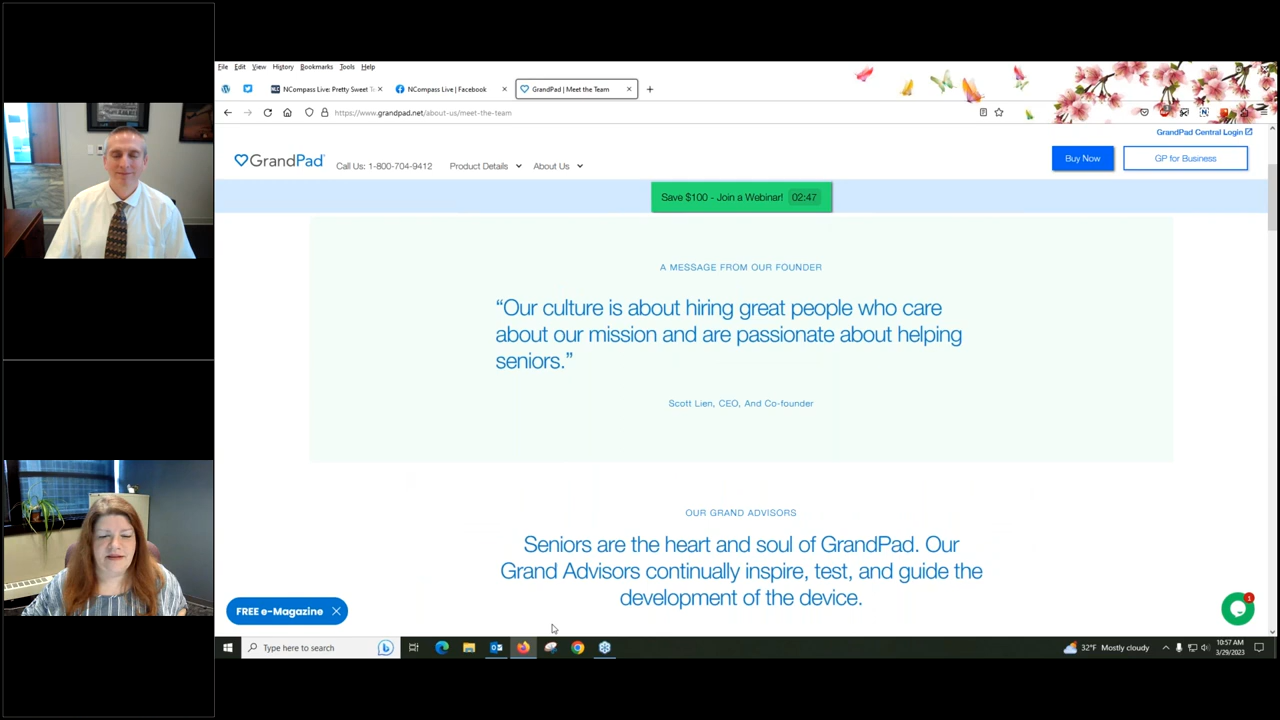 File Edit View History Bookmarks Tools Help
NCompass Live: Pretty Sweet Te
NCompass Live | Facebook
GrandPad | Meet the Team
https://www.grandpad.net/about-us/meet-the-team
GrandPad Central Login
GrandPad
Call Us: 1-800-704-9412
Product Details
About Us
Buy Now
GP for Business
Save $100 - Join a Webinar! 02:47
A MESSAGE FROM OUR FOUNDER
“Our culture is about hiring great people who care
about our mission and are passionate about helping
seniors.”
Scott Lien, CEO, And Co-founder
OUR GRAND ADVISORS
Seniors are the heart and soul of GrandPad. Our
Grand Advisors continually inspire, test, and guide the
development of the device.
FREE e-Magazine
1
Type here to search
32°F Mostly cloudy
10:57 AM
3/29/2023